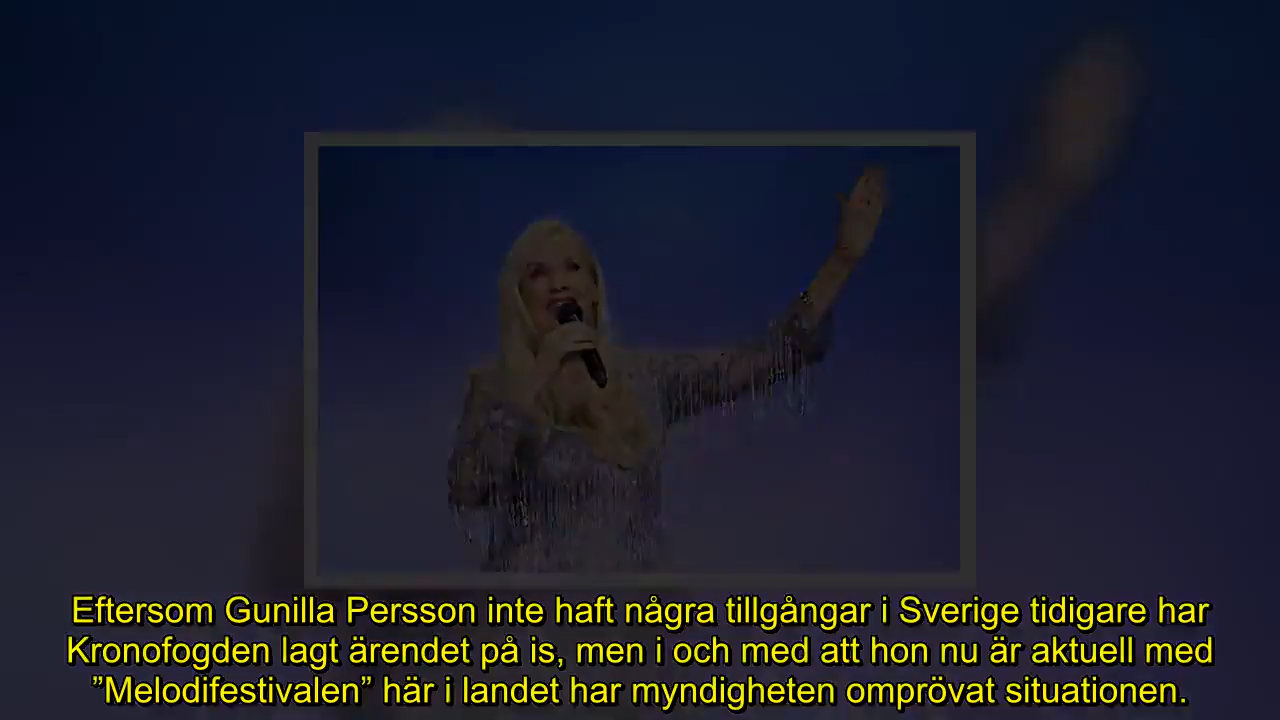 Eftersom Gunilla Persson inte haft några tillgångar i Sverige tidigare har
Kronofogden lagt ärendet på is, men i och med att hon nu är aktuell med
”Melodifestivalen” här i landet har myndigheten omprövat situationen.